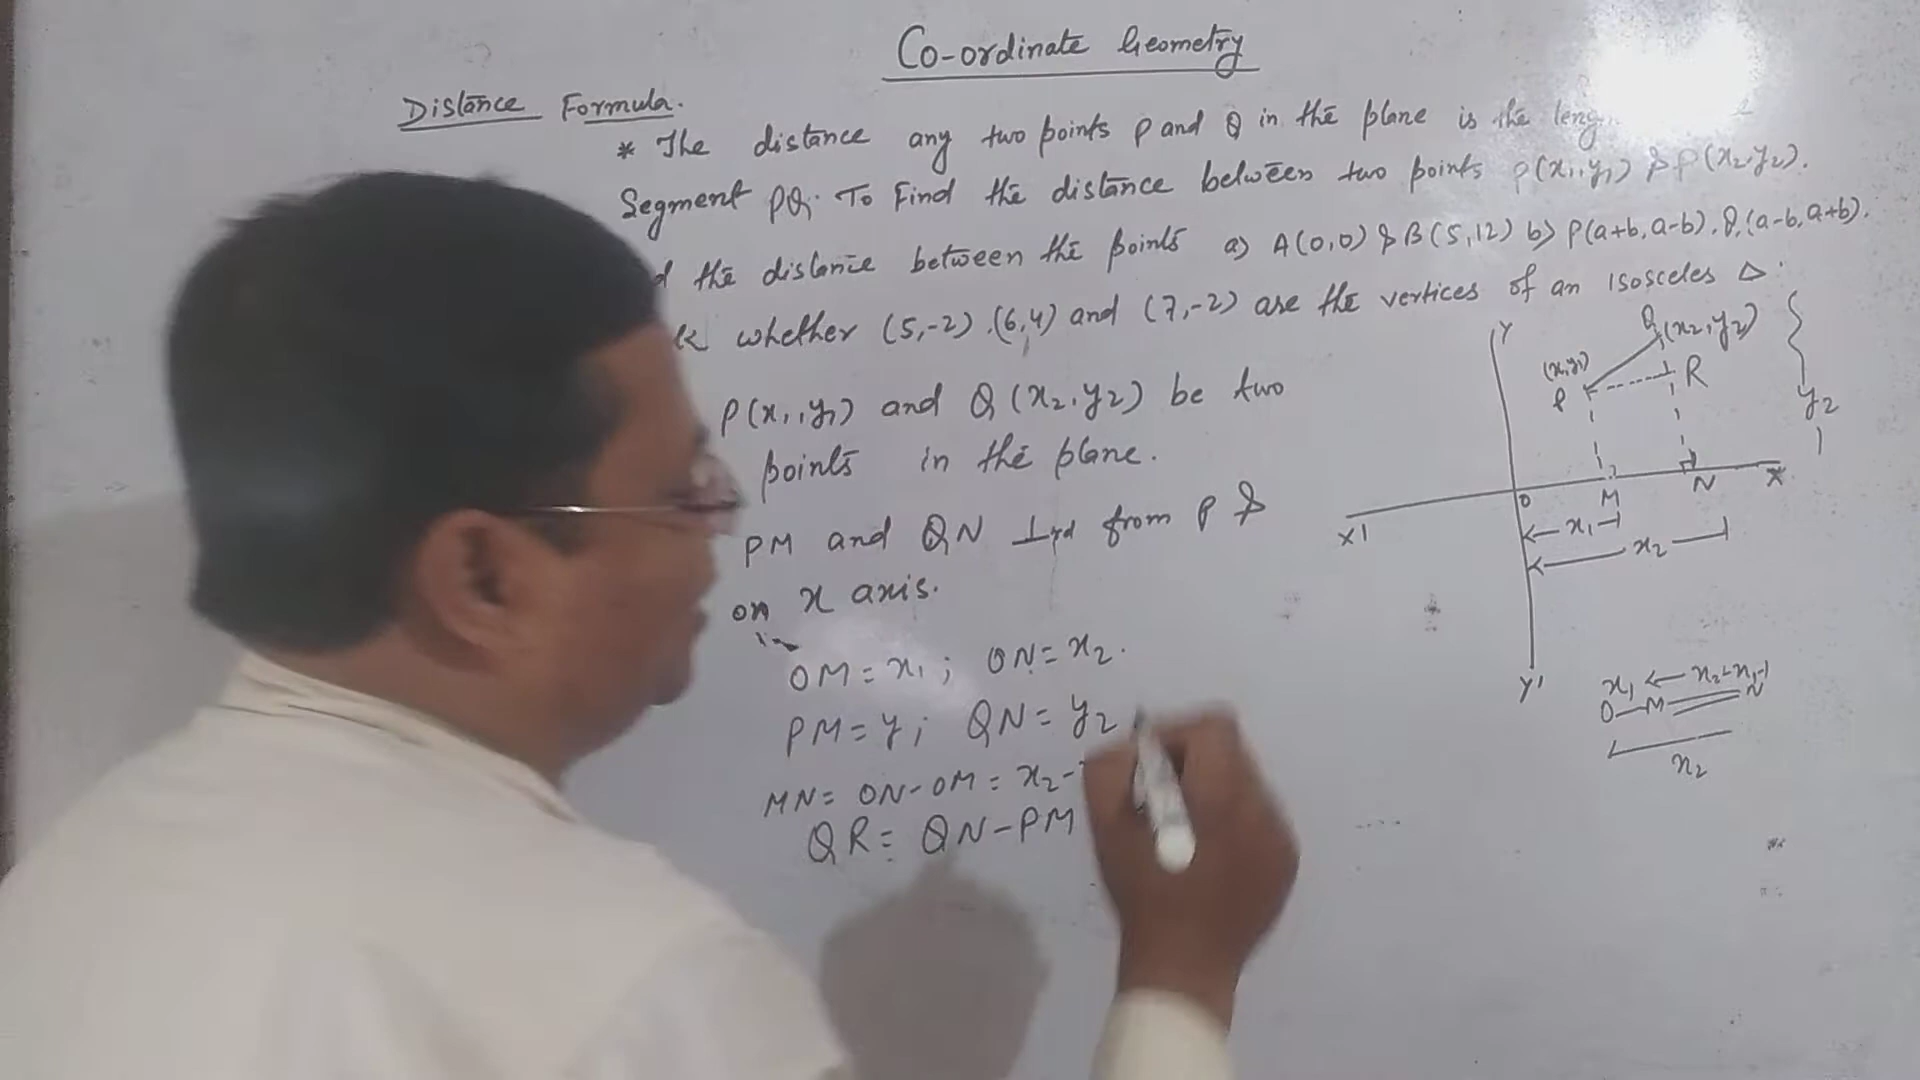 Co-ordinate Geometry
Distance Formula.
* The distance any two points P and Q in the plane is the
Segment PQ. To Find the distance between two points P(x1,y1) & P(x2,y2).
the distance between the points a) A(0,0) & B(5,12) b) P(a+b,a-b), Q(a-b,a+b).
whether (5,-2), (6,4) and (7,-2) are the vertices of an isosceles Δ.
P(x1,y1) and Q(x2,y2) be two
points in the plane.
PM and QN ⊥rd from P &
on x axis.
OM = x1; ON = x2.
PM = y; QN = y2
MN = ON-OM = x2-
QR = QN-PM
Y
Q(x2,y2)
(x,y1)
P
R
y2
X1
O
M
N
X
x1
x2
Y'
x1 x2-x1
O M N
x2